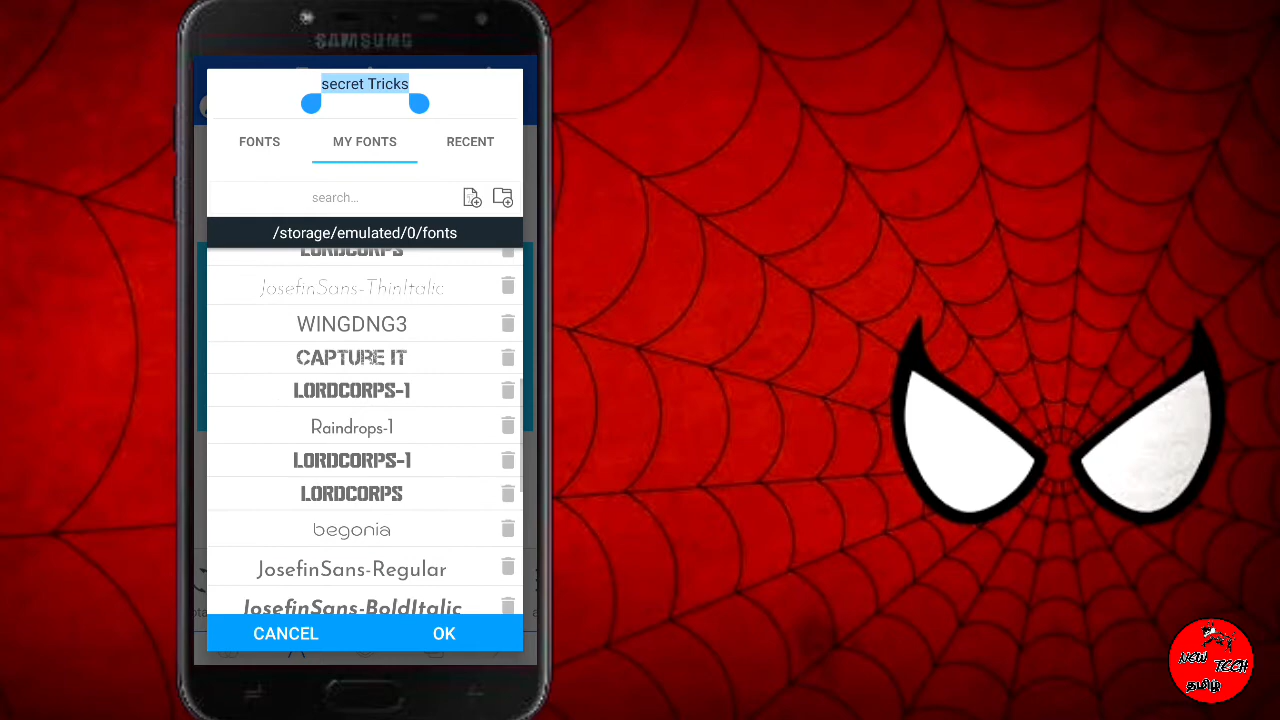 SAMSUNG
secret Tricks
FONTS MY FONTS RECENT
search...
/storage/emulated/0/fonts
LORDCORPS
JosefinSans-ThinItalic
WINGDNG3
CAPTURE IT
LORDCORPS-1
Raindrops-1
LORDCORPS-1
LORDCORPS
begonia
JosefinSans-Regular
JosefinSans-BoldItalic
CANCEL OK
NEW TECH
தமிழ்